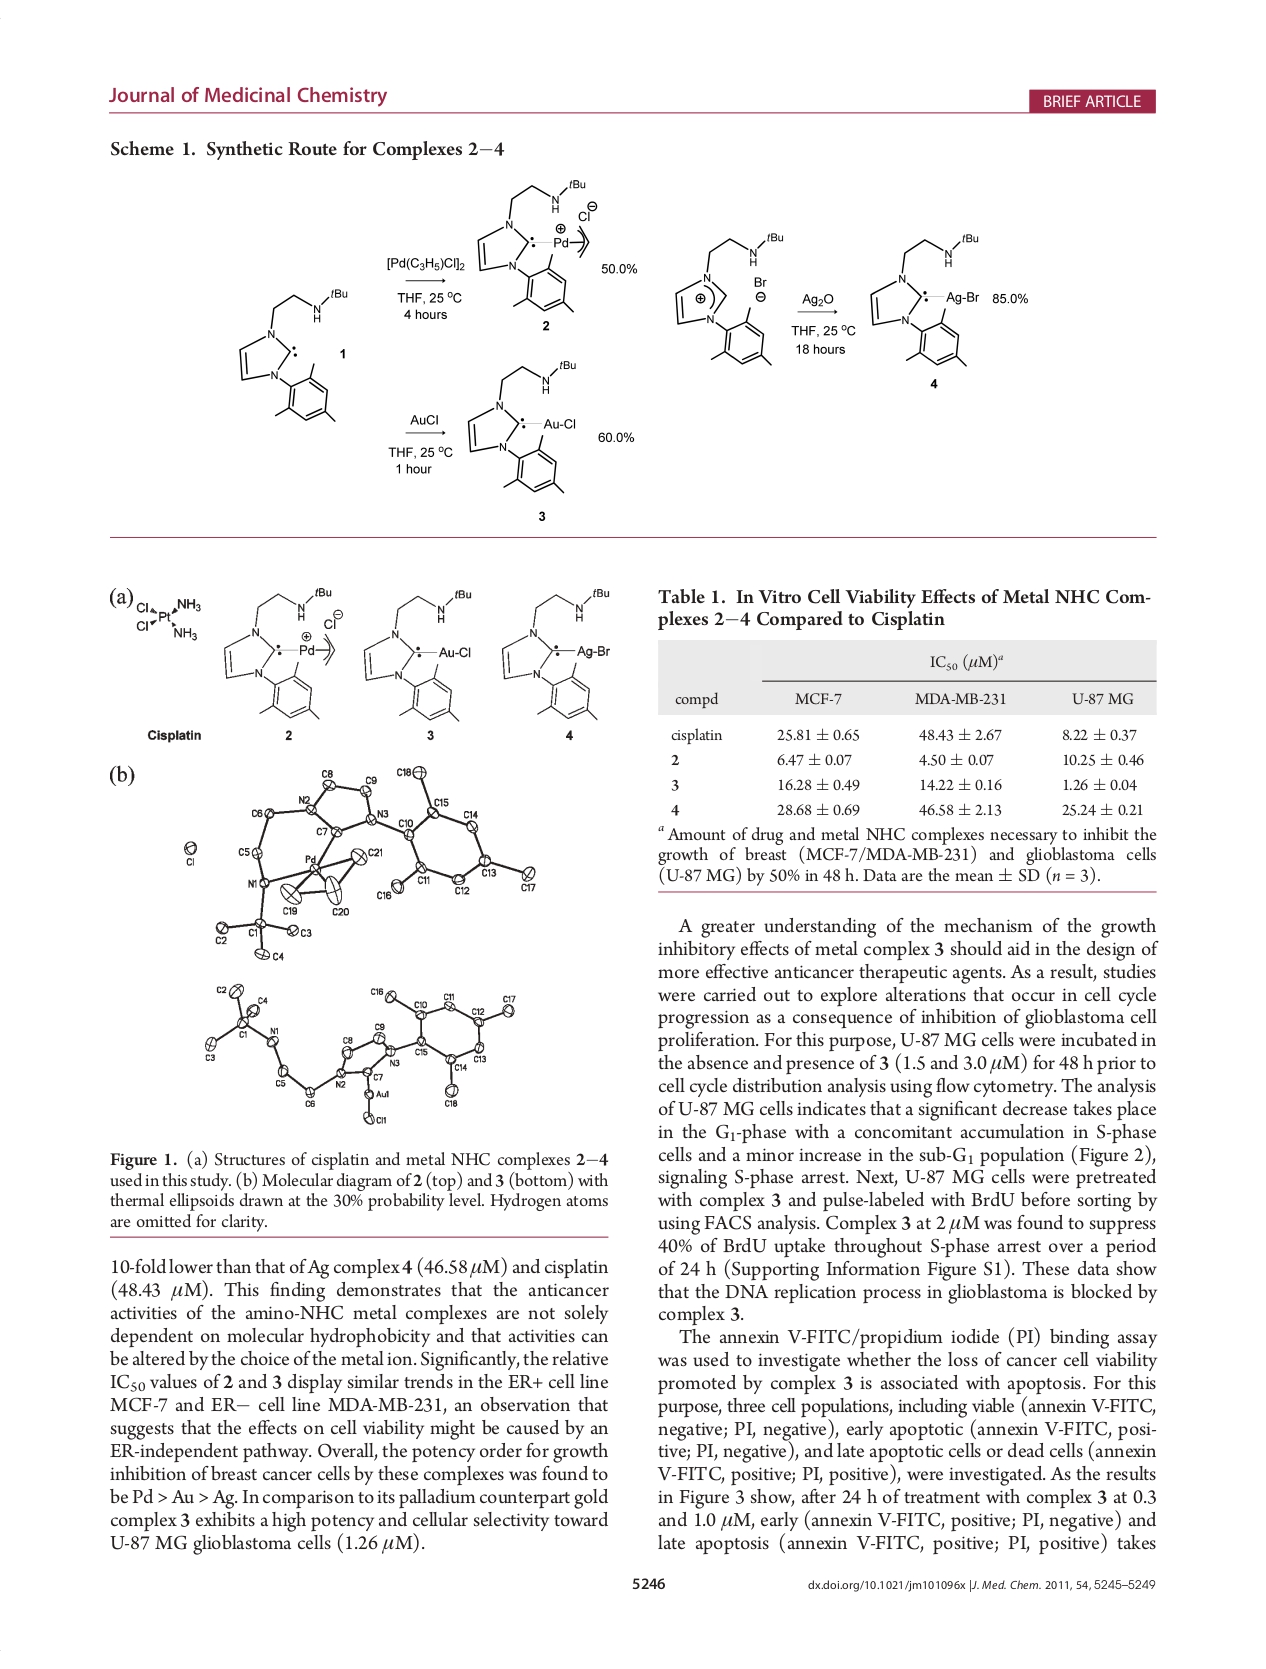 Journal of Medicinal Chemistry
BRIEF ARTICLE
Scheme 1. Synthetic Route for Complexes 2−4
N
N
N
H
tBu
1
[Pd(C3H5)Cl]2
THF, 25 oC
4 hours
N
N
N
H
tBu
Cl
⊖
⊕
Pd
50.0%
2
AuCl
THF, 25 oC
1 hour
N
N
N
H
tBu
Au-Cl
60.0%
3
N
N
N
H
tBu
⊕
Br
⊖
Ag2O
THF, 25 oC
18 hours
N
N
N
H
tBu
Ag-Br
85.0%
4
(a)
Cl
Cl
Pt
NH3
NH3
Cisplatin
N
N
N
H
tBu
Cl
⊖
⊕
Pd
2
N
N
N
H
tBu
Au-Cl
3
N
N
N
H
tBu
Ag-Br
4
(b)
C8
C9
C18
N2
C6
N3
C15
C14
C7
C10
Cl
C5
Pd
C21
N1
C16
C11
C12
C13
C17
C19
C20
C2
C1
C3
C4
C2
C4
C16
C10
C11
C12
C17
C1
N1
C9
C3
C8
C15
C13
N3
C14
C5
N2
C7
C6
Au1
C18
Cl1
Figure 1. (a) Structures of cisplatin and metal NHC complexes 2−4
used in this study. (b) Molecular diagram of 2 (top) and 3 (bottom) with
thermal ellipsoids drawn at the 30% probability level. Hydrogen atoms
are omitted for clarity.
10-fold lower than that of Ag complex 4 (46.58 μM) and cisplatin
(48.43 μM). This finding demonstrates that the anticancer
activities of the amino-NHC metal complexes are not solely
dependent on molecular hydrophobicity and that activities can
be altered by the choice of the metal ion. Significantly, the relative
IC50 values of 2 and 3 display similar trends in the ER+ cell line
MCF-7 and ER− cell line MDA-MB-231, an observation that
suggests that the effects on cell viability might be caused by an
ER-independent pathway. Overall, the potency order for growth
inhibition of breast cancer cells by these complexes was found to
be Pd > Au > Ag. In comparison to its palladium counterpart gold
complex 3 exhibits a high potency and cellular selectivity toward
U-87 MG glioblastoma cells (1.26 μM).
Table 1. In Vitro Cell Viability Effects of Metal NHC Com-
plexes 2−4 Compared to Cisplatin
IC50 (μM)a
compd MCF-7 MDA-MB-231 U-87 MG
cisplatin 25.81 ± 0.65 48.43 ± 2.67 8.22 ± 0.37
2 6.47 ± 0.07 4.50 ± 0.07 10.25 ± 0.46
3 16.28 ± 0.49 14.22 ± 0.16 1.26 ± 0.04
4 28.68 ± 0.69 46.58 ± 2.13 25.24 ± 0.21
a Amount of drug and metal NHC complexes necessary to inhibit the
growth of breast (MCF-7/MDA-MB-231) and glioblastoma cells
(U-87 MG) by 50% in 48 h. Data are the mean ± SD (n = 3).
A greater understanding of the mechanism of the growth
inhibitory effects of metal complex 3 should aid in the design of
more effective anticancer therapeutic agents. As a result, studies
were carried out to explore alterations that occur in cell cycle
progression as a consequence of inhibition of glioblastoma cell
proliferation. For this purpose, U-87 MG cells were incubated in
the absence and presence of 3 (1.5 and 3.0 μM) for 48 h prior to
cell cycle distribution analysis using flow cytometry. The analysis
of U-87 MG cells indicates that a significant decrease takes place
in the G1-phase with a concomitant accumulation in S-phase
cells and a minor increase in the sub-G1 population (Figure 2),
signaling S-phase arrest. Next, U-87 MG cells were pretreated
with complex 3 and pulse-labeled with BrdU before sorting by
using FACS analysis. Complex 3 at 2 μM was found to suppress
40% of BrdU uptake throughout S-phase arrest over a period
of 24 h (Supporting Information Figure S1). These data show
that the DNA replication process in glioblastoma is blocked by
complex 3.
The annexin V-FITC/propidium iodide (PI) binding assay
was used to investigate whether the loss of cancer cell viability
promoted by complex 3 is associated with apoptosis. For this
purpose, three cell populations, including viable (annexin V-FITC,
negative; PI, negative), early apoptotic (annexin V-FITC, posi-
tive; PI, negative), and late apoptotic cells or dead cells (annexin
V-FITC, positive; PI, positive), were investigated. As the results
in Figure 3 show, after 24 h of treatment with complex 3 at 0.3
and 1.0 μM, early (annexin V-FITC, positive; PI, negative) and
late apoptosis (annexin V-FITC, positive; PI, positive) takes
5246
dx.doi.org/10.1021/jm101096x |J. Med. Chem. 2011, 54, 5245–5249